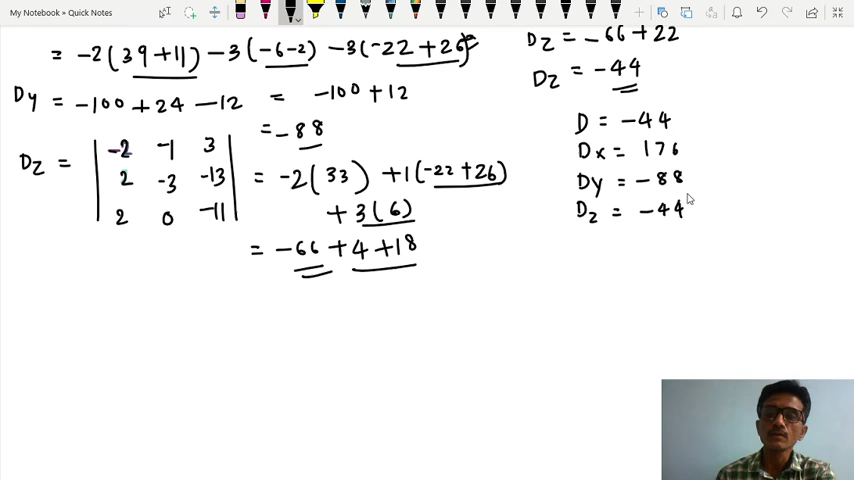 My Notebook » Quick Notes
= -2(39+11) -3(-6-2) -3(-22+26)
Dy = -100+24-12 = -100+12
= -88
Dz = | -2 -1 3 |
| 2 -3 -13 |
| 2 0 -11 |
= -2(33) +1(-22+26)
+3(6)
= -66+4+18
Dz = -66+22
Dz = -44
D = -44
Dx = 176
Dy = -88
Dz = -44